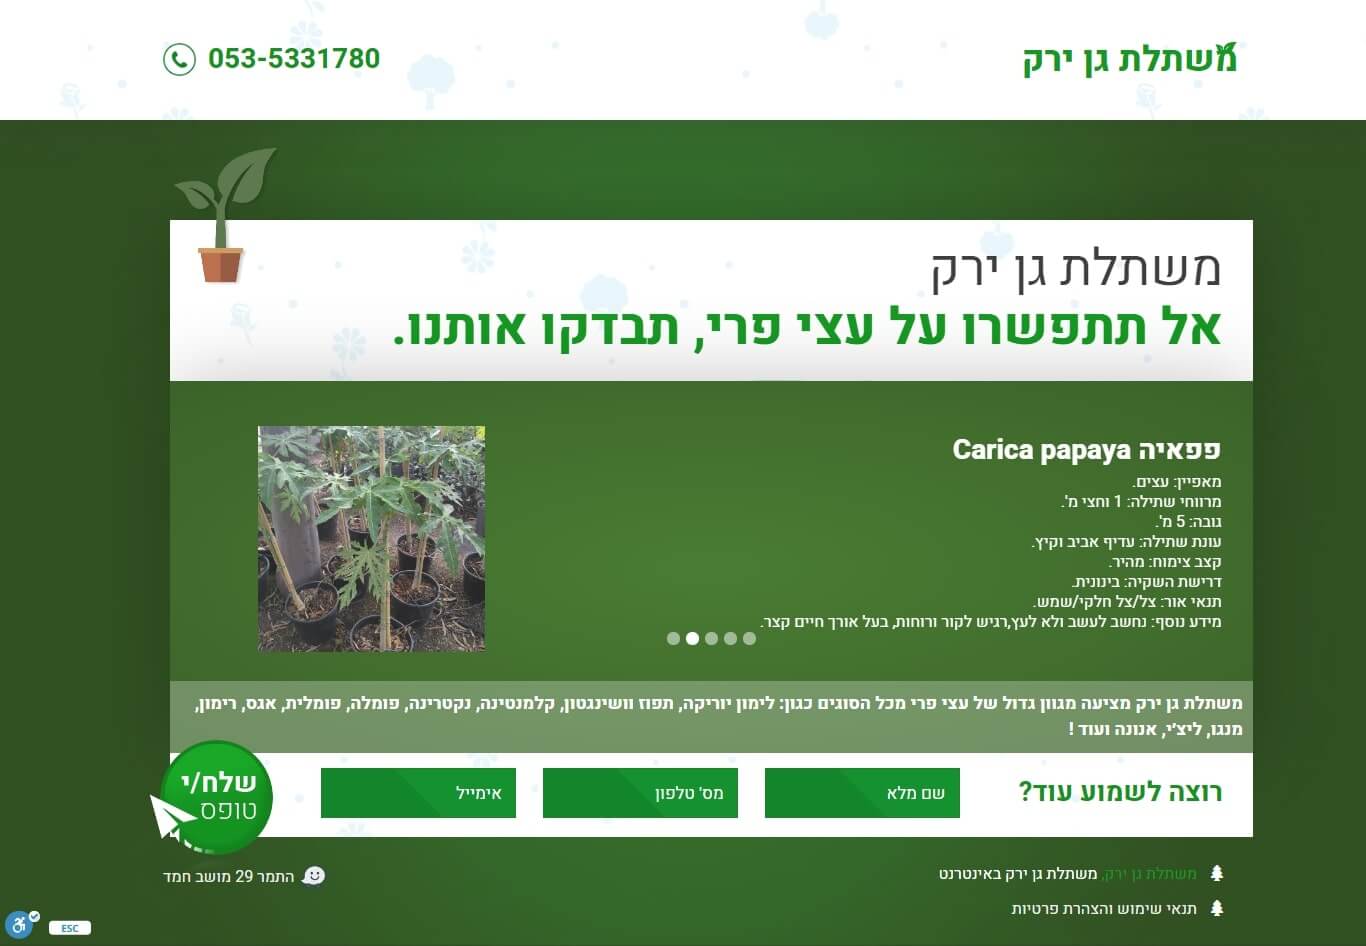 משתלת גן ירק
053-5331780
משתלת גן ירק
אל תתפשרו על עצי פרי, תבדקו אותנו.
פפאיה Carica papaya
מאפיין: עצים.
מרווחי שתילה: 1 וחצי מ'.
גובה: 5 מ'.
עונת שתילה: עדיף אביב וקיץ.
קצב צימוח: מהיר.
דרישת השקיה: בינונית.
תנאי אור: צל/צל חלקי/שמש.
מידע נוסף: נחשב לעשב ולא לעץ,רגיש לקור ורוחות, בעל אורך חיים קצר.
משתלת גן ירק מציעה מגוון גדול של עצי פרי מכל הסוגים כגון: לימון יוריקה, תפוז וושינגטון, קלמנטינה, נקטרינה, פומלה, פומלית, אגס, רימון,
מנגו, ליצ'י, אנונה ועוד !
רוצה לשמוע עוד?
שם מלא
מס' טלפון
אימייל
שלח/י
טופס
משתלת גן ירק, משתלת גן ירק באינטרנט
תנאי שימוש והצהרת פרטיות
התמר 29 מושב חמד
ESC